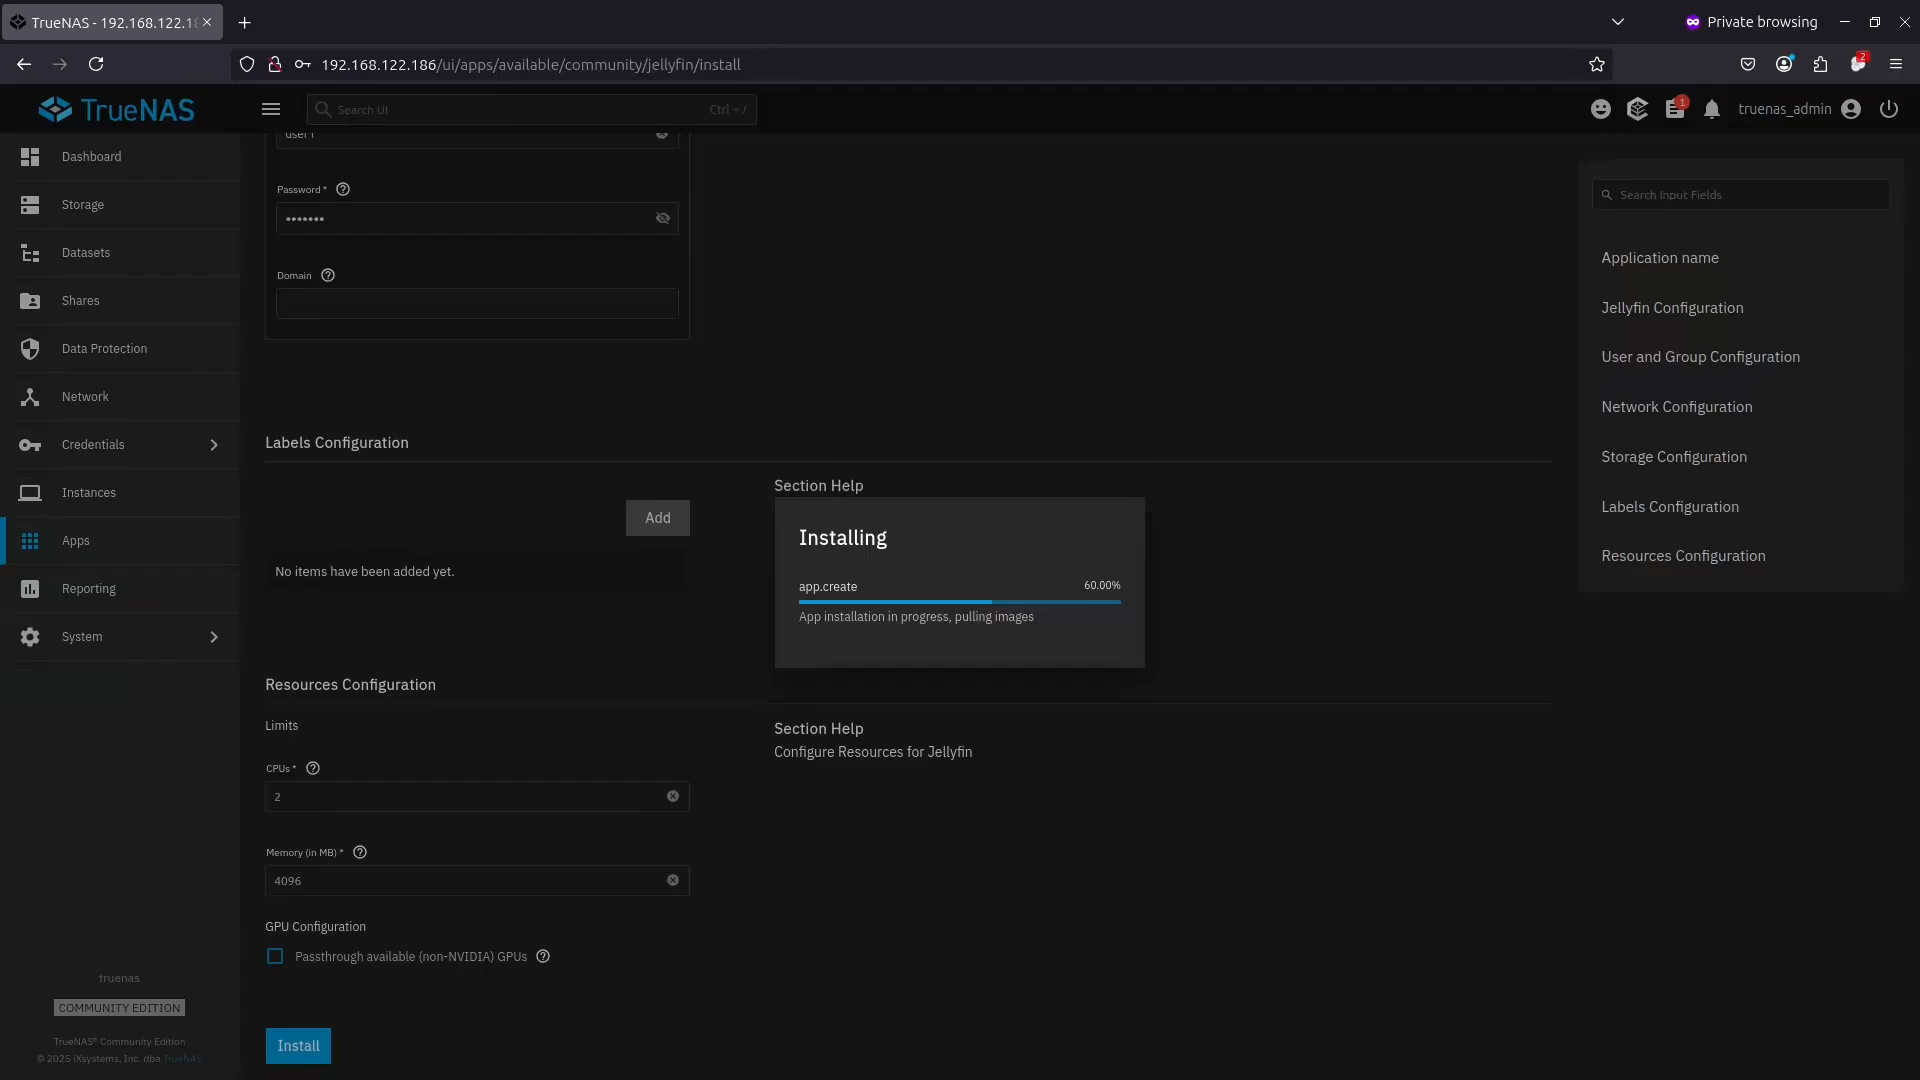 TrueNAS - 192.168.122.18
Private browsing
192.168.122.186/ui/apps/available/community/jellyfin/install
2
TrueNAS
Search UI
Ctrl + /
1
truenas_admin
Dashboard
Storage
Datasets
Shares
Data Protection
Network
Credentials
Instances
Apps
Reporting
System
truenas
COMMUNITY EDITION
TrueNAS® Community Edition
© 2025 iXsystems, Inc. dba TrueNAS
user1
Password *
•••••••
Domain
Labels Configuration
Section Help
Add
No items have been added yet.
Installing
app.create
60.00%
App installation in progress, pulling images
Resources Configuration
Limits
Section Help
Configure Resources for Jellyfin
CPUs *
2
Memory (in MB) *
4096
GPU Configuration
Passthrough available (non-NVIDIA) GPUs
Install
Search Input Fields
Application name
Jellyfin Configuration
User and Group Configuration
Network Configuration
Storage Configuration
Labels Configuration
Resources Configuration